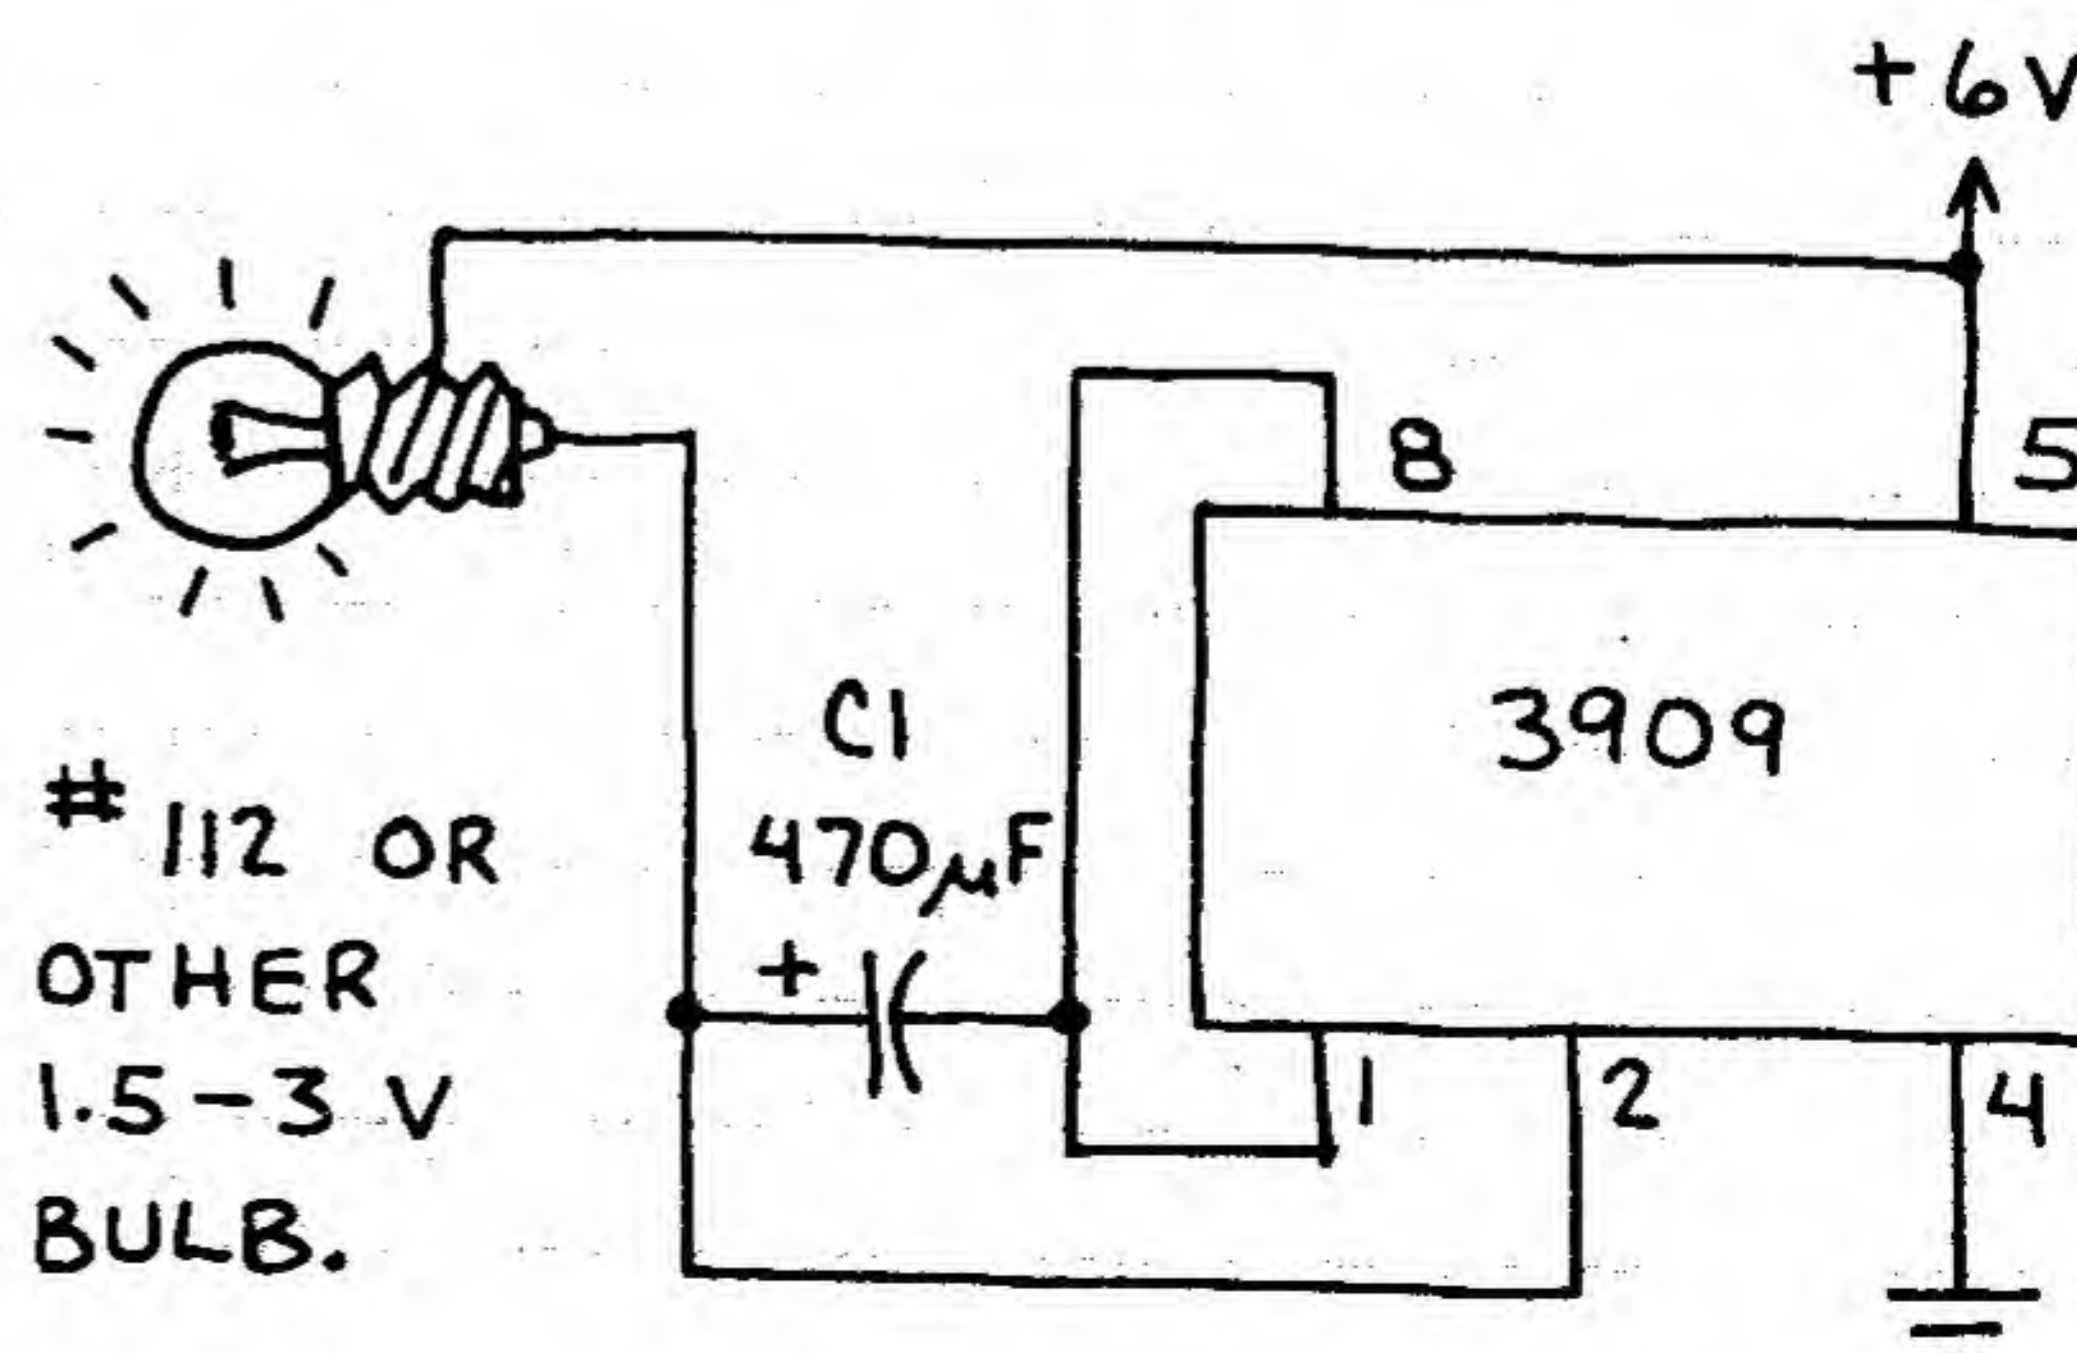 +6V
8
5
C1
3909
470µF
#112 OR
+
OTHER
1 2 4
1.5-3 V
BULB.